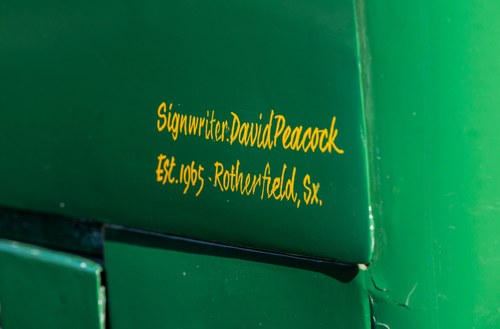 Signwriter: David Peacock
Est. 1965 · Rotherfield, Sx.